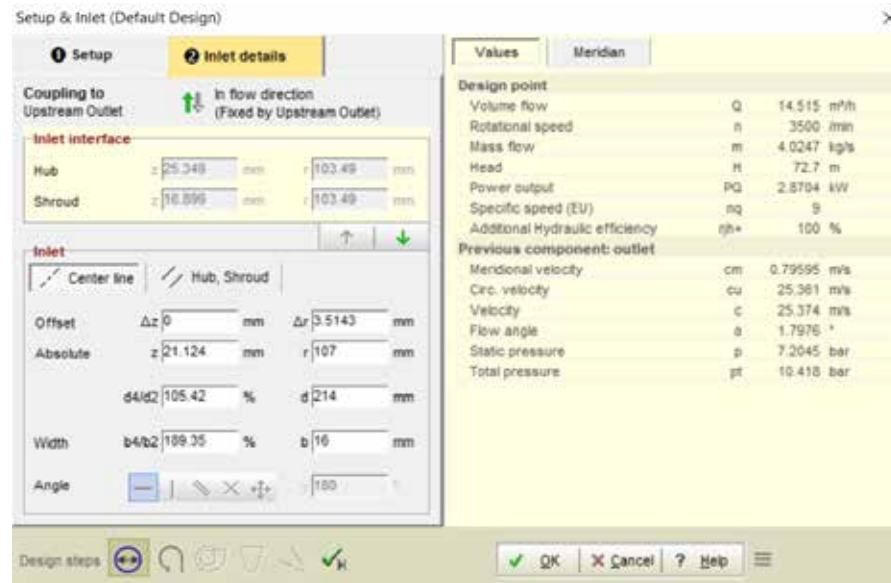 Setup & Inlet (Default Design)
1 Setup
2 Inlet details
Coupling to
Upstream Outlet
In flow direction
(Fixed by Upstream Outlet)
Inlet interface
Hub z 25.349 mm r 103.49 mm
Shroud z 16.899 mm r 103.49 mm
Inlet
Center line
Hub, Shroud
Offset Δz 0 mm Δr 3.5143 mm
Absolute z 21.124 mm r 107 mm
d4/d2 105.42 % d 214 mm
Width b4/b2 189.35 % b 16 mm
Angle 180 °
Design steps
Values
Meridian
Design point
Volume flow Q 14.515 m³/h
Rotational speed n 3500 /min
Mass flow m 4.0247 kg/s
Head H 72.7 m
Power output PQ 2.8704 kW
Specific speed (EU) nq 9
Additional Hydraulic efficiency ηh+ 100 %
Previous component: outlet
Meridional velocity cm 0.79595 m/s
Circ. velocity cu 25.361 m/s
Velocity c 25.374 m/s
Flow angle α 1.7976 °
Static pressure p 7.2045 bar
Total pressure pt 10.418 bar
OK
Cancel
? Help